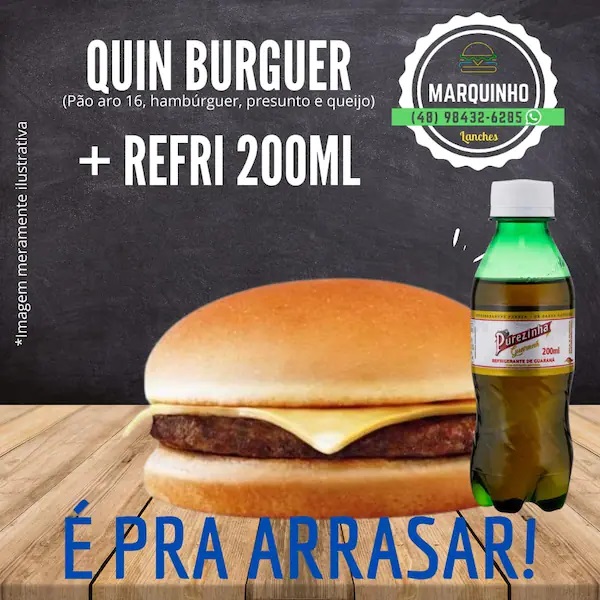 QUIN BURGUER
(Pão aro 16, hambúrguer, presunto e queijo)
+ REFRI 200ML
MARQUINHO
(48) 98432-6285
Lanches
*Imagem meramente ilustrativa
Purezinha
Guaraná
200ml
REFRIGERANTE DE GUARANÁ
É PRA ARRASAR!